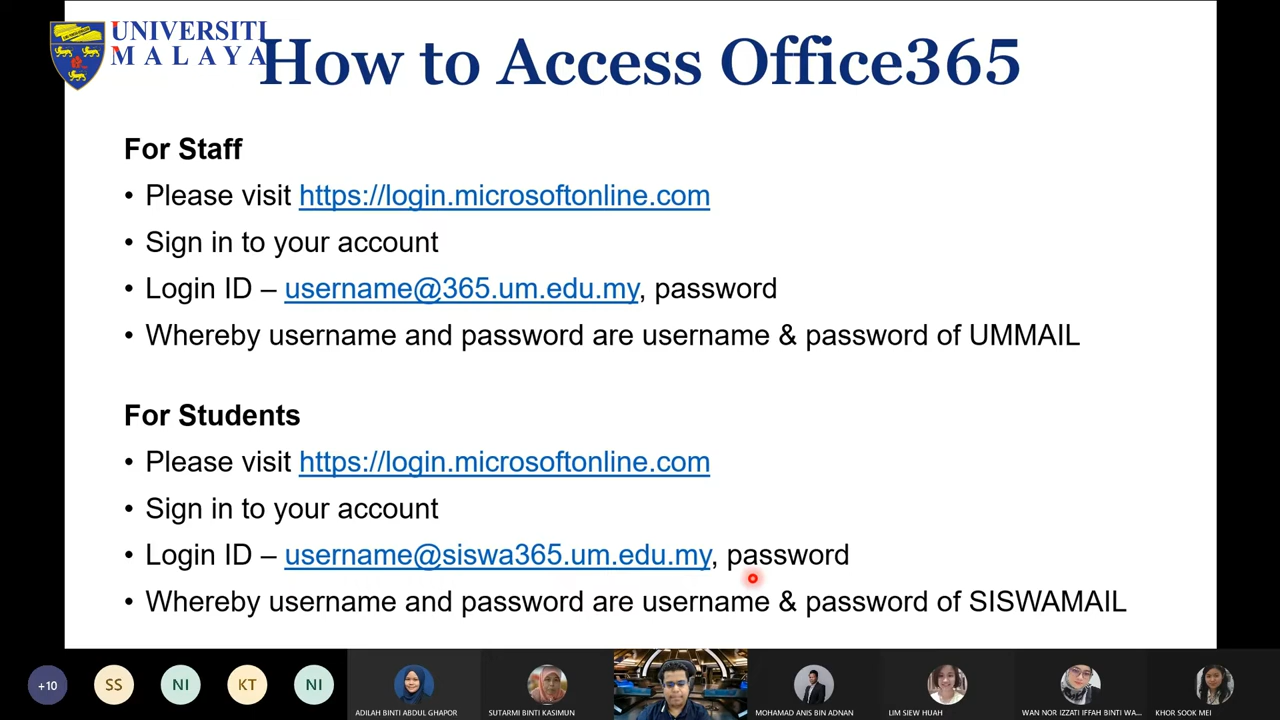 UNIVERSITI
MALAYA
How to Access Office365
For Staff
• Please visit https://login.microsoftonline.com
• Sign in to your account
• Login ID – username@365.um.edu.my, password
• Whereby username and password are username & password of UMMAIL
For Students
• Please visit https://login.microsoftonline.com
• Sign in to your account
• Login ID – username@siswa365.um.edu.my, password
• Whereby username and password are username & password of SISWAMAIL
+10 SS NI KT NI
ADILAH BINTI ABDUL GHAPOR SUTARMI BINTI KASIMUN MOHAMAD ANIS BIN ADNAN LIM SIEW HUAH WAN NOR IZZATI IFFAH BINTI WA... KHOR SOOK MEI